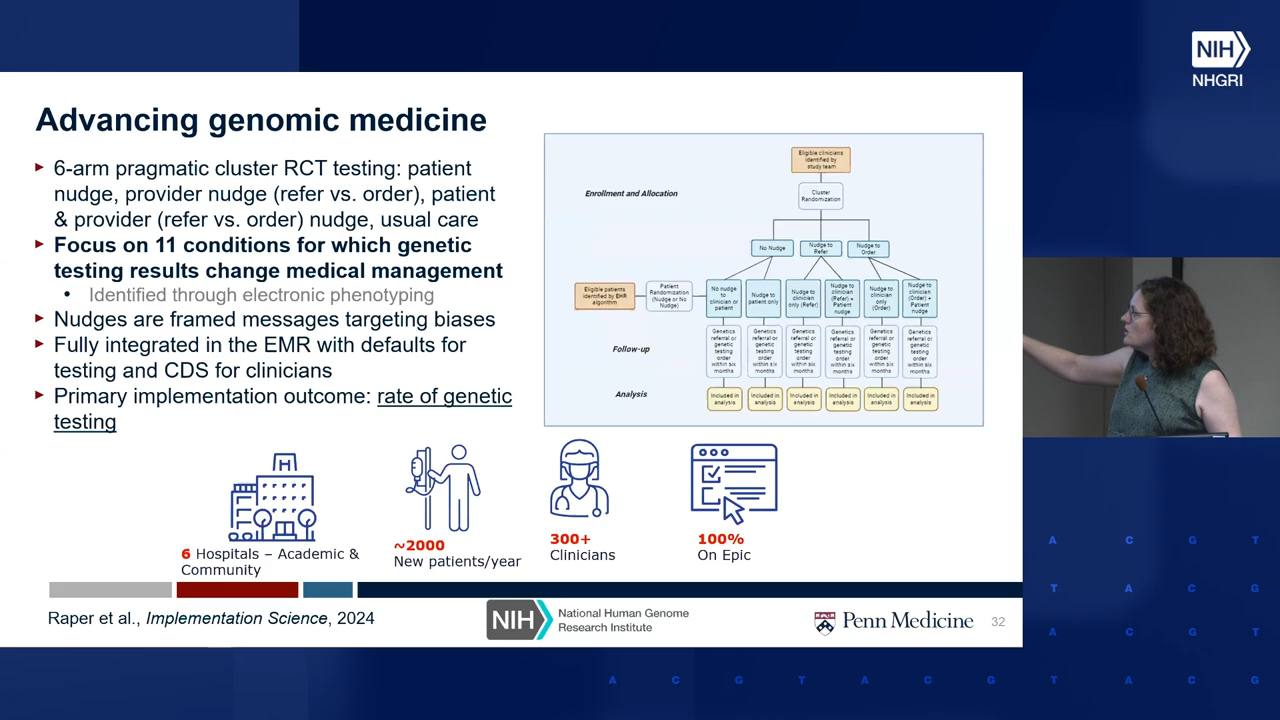 NIH
NHGRI
Advancing genomic medicine
6-arm pragmatic cluster RCT testing: patient
nudge, provider nudge (refer vs. order), patient
& provider (refer vs. order) nudge, usual care
Focus on 11 conditions for which genetic
testing results change medical management
Identified through electronic phenotyping
Nudges are framed messages targeting biases
Fully integrated in the EMR with defaults for
testing and CDS for clinicians
Primary implementation outcome: rate of genetic
testing
Eligible clinicians
identified by
study team
Enrollment and Allocation
Cluster
Randomization
No Nudge
Nudge to
Refer
Nudge to
Order
Eligible patients
identified by EMR
algorithm
Patient
Randomization
(Nudge or No
Nudge)
No nudge
to
clinician or
patient
Nudge to
patient only
Nudge to
clinician
only (Refer)
Nudge to
clinician
(Refer) +
Patient
nudge
Nudge to
clinician
only
(Order)
Nudge to
clinician
(Order) +
Patient
nudge
Follow-up
Genetics
referral or
genetic
testing
order
within six
months
Genetics
referral or
genetic
testing
order
within six
months
Genetics
referral or
genetic
testing
order
within six
months
Genetics
referral or
genetic
testing
order
within six
months
Genetics
referral or
genetic
testing
order
within six
months
Genetics
referral or
genetic
testing
order
within six
months
Analysis
Included in
analysis
Included in
analysis
Included in
analysis
Included in
analysis
Included in
analysis
Included in
analysis
H
6 Hospitals – Academic &
Community
~2000
New patients/year
300+
Clinicians
100%
On Epic
Raper et al., Implementation Science, 2024
NIH
National Human Genome
Research Institute
Penn Medicine
32
A C G T
T A C G
A C G T
A C G T A C G T A C G